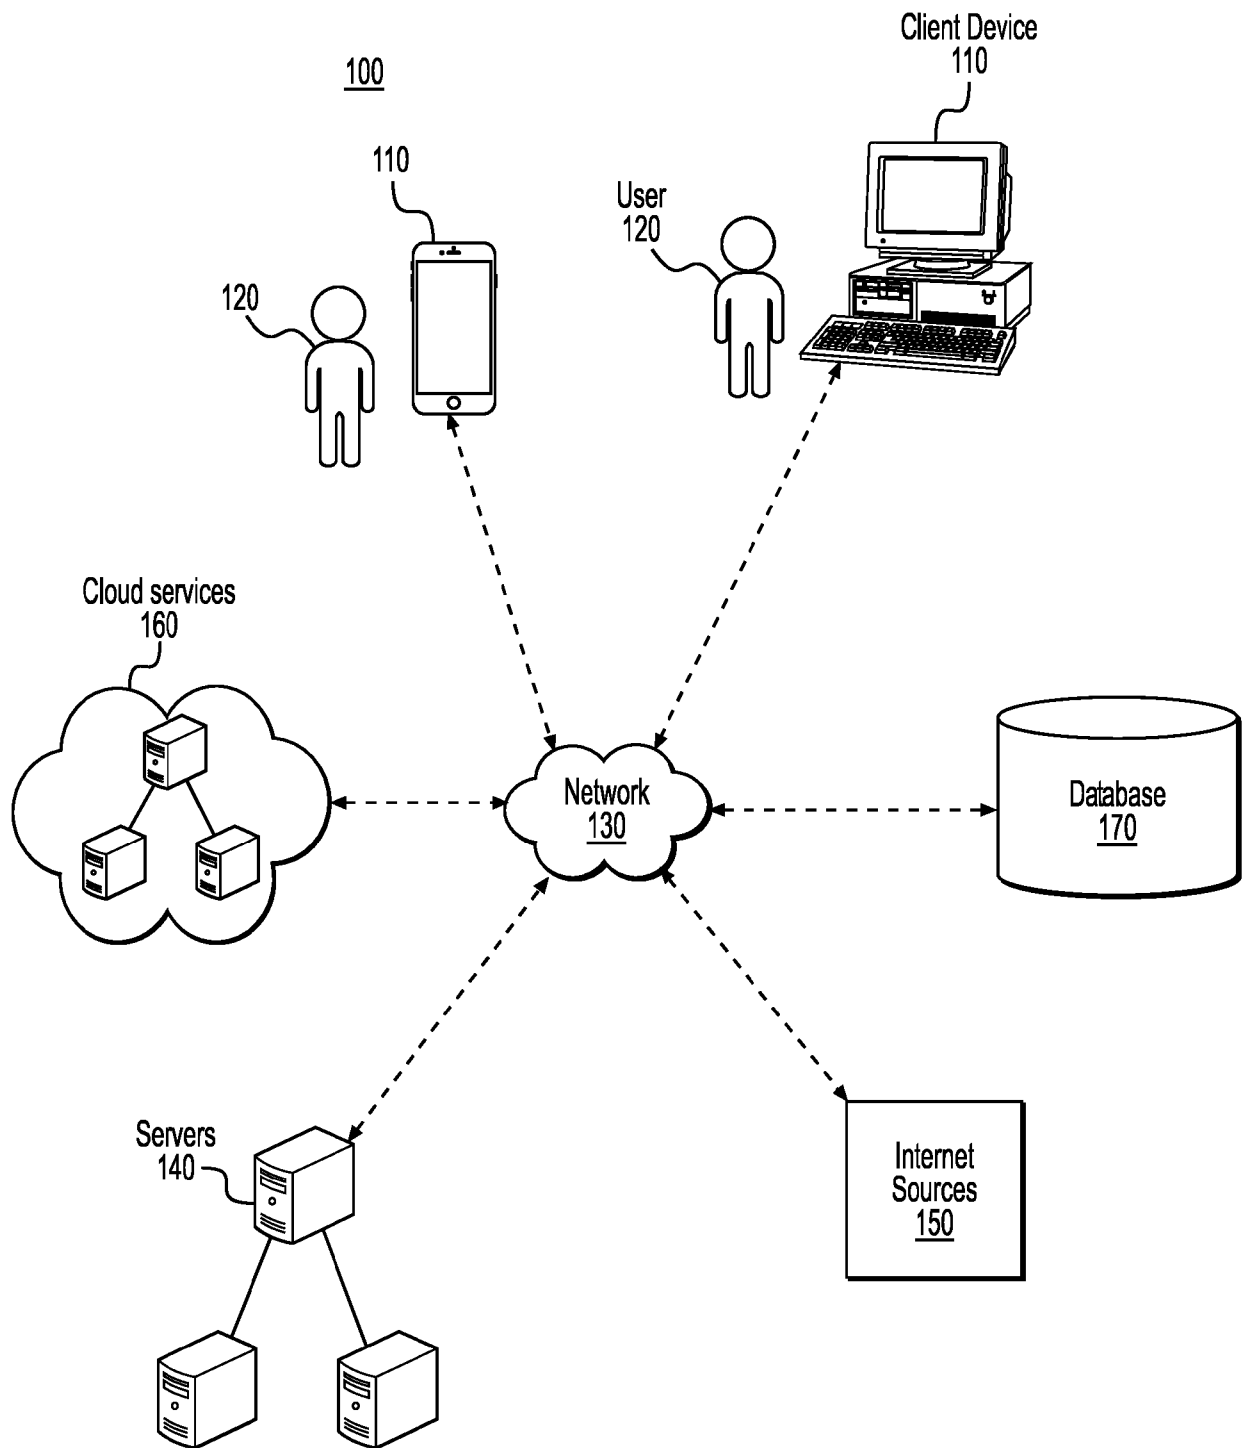 Client Device
110
100
110
User
120
120
Cloud services
160
Network
130
Database
170
Servers
140
Internet
Sources
150